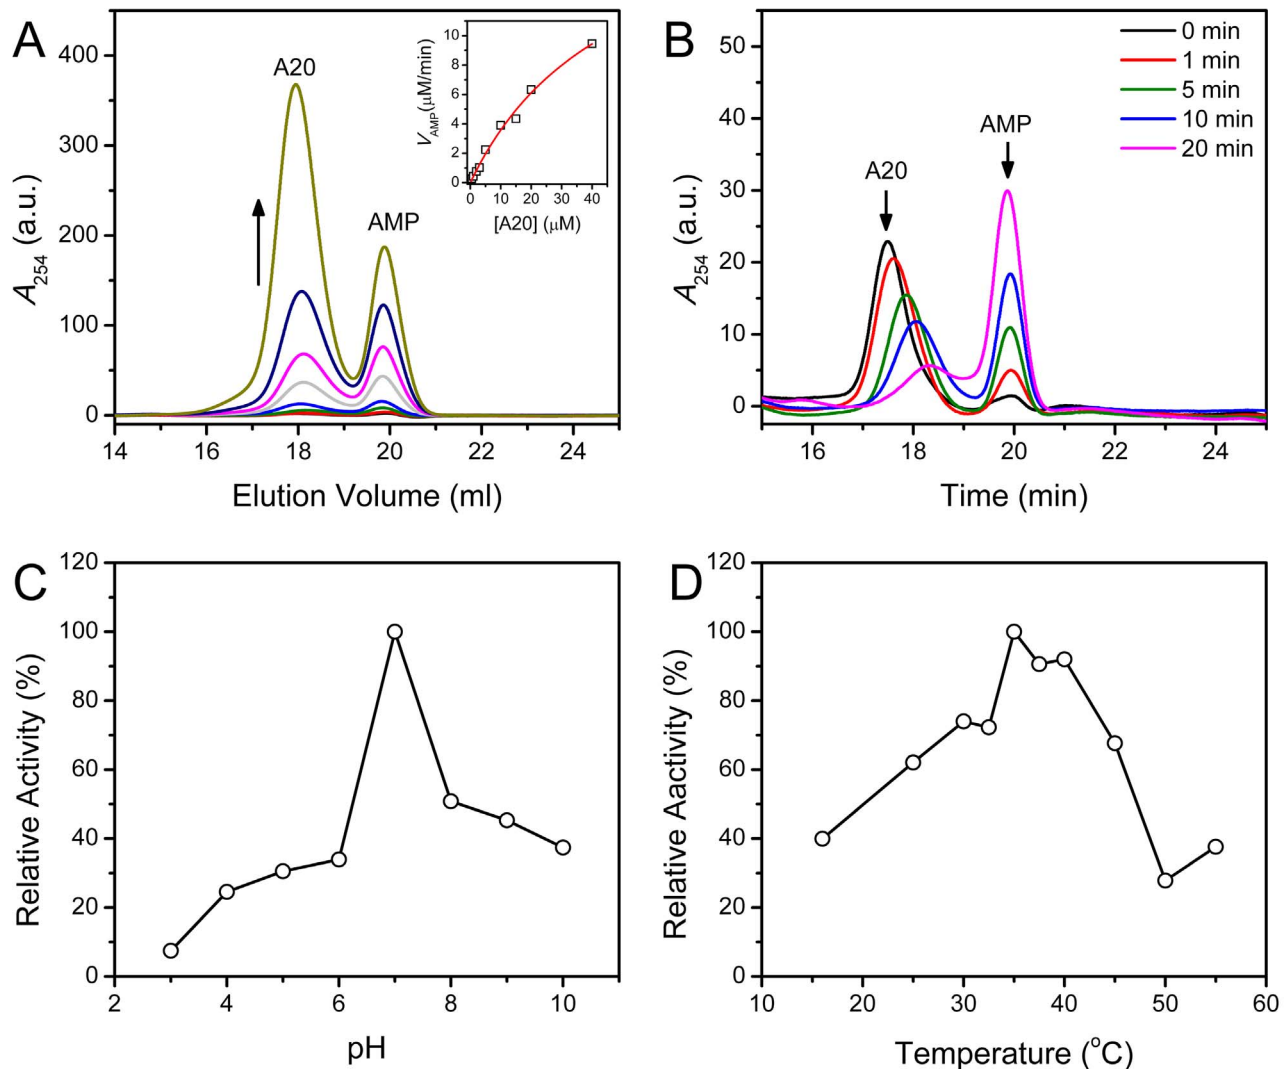 A
A20
AMP
A254 (a.u.)
400
300
200
100
0
14 16 18 20 22 24
Elution Volume (ml)
VAMP(μM/min)
10
8
6
4
2
0
0 10 20 30 40
[A20] (μM)
B
0 min
1 min
5 min
10 min
20 min
A20
AMP
A254 (a.u.)
50
40
30
20
10
0
16 18 20 22 24
Time (min)
C
Relative Activity (%)
120
100
80
60
40
20
0
2 4 6 8 10
pH
D
Relative Aactivity (%)
120
100
80
60
40
20
0
10 20 30 40 50 60
Temperature (°C)